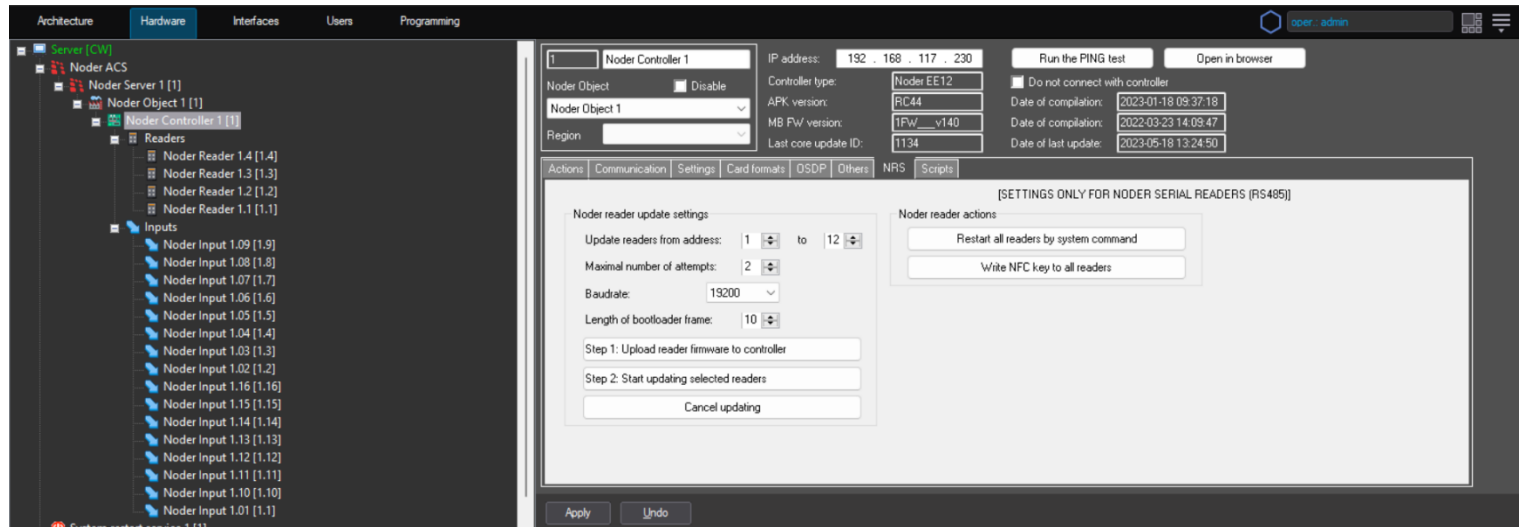 Architecture Hardware Interfaces Users Programming
oper.: admin
Server [CW]
Noder ACS
Noder Server 1 [1]
Noder Object 1 [1]
Noder Controller 1 [1]
Readers
Noder Reader 1.4 [1.4]
Noder Reader 1.3 [1.3]
Noder Reader 1.2 [1.2]
Noder Reader 1.1 [1.1]
Inputs
Noder Input 1.09 [1.9]
Noder Input 1.08 [1.8]
Noder Input 1.07 [1.7]
Noder Input 1.06 [1.6]
Noder Input 1.05 [1.5]
Noder Input 1.04 [1.4]
Noder Input 1.03 [1.3]
Noder Input 1.02 [1.2]
Noder Input 1.16 [1.16]
Noder Input 1.15 [1.15]
Noder Input 1.14 [1.14]
Noder Input 1.13 [1.13]
Noder Input 1.12 [1.12]
Noder Input 1.11 [1.11]
Noder Input 1.10 [1.10]
Noder Input 1.01 [1.1]
System restart service 1 [1]
1 Noder Controller 1
Noder Object Disable
Noder Object 1
Region
IP address: 192 . 168 . 117 . 230
Controller type: Noder EE12
APK version: RC44
MB FW version: 1FW___v140
Last core update ID: 1134
Run the PING test Open in browser
Do not connect with controller
Date of compilation: 2023-01-18 09:37:18
Date of compilation: 2022-03-23 14:09:47
Date of last update: 2023-05-18 13:24:50
Actions Communication Settings Card formats OSDP Others NRS Scripts
[SETTINGS ONLY FOR NODER SERIAL READERS (RS485)]
Noder reader update settings
Update readers from address: 1 to 12
Maximal number of attempts: 2
Baudrate: 19200
Length of bootloader frame: 10
Step 1: Upload reader firmware to controller
Step 2: Start updating selected readers
Cancel updating
Noder reader actions
Restart all readers by system command
Write NFC key to all readers
Apply Undo